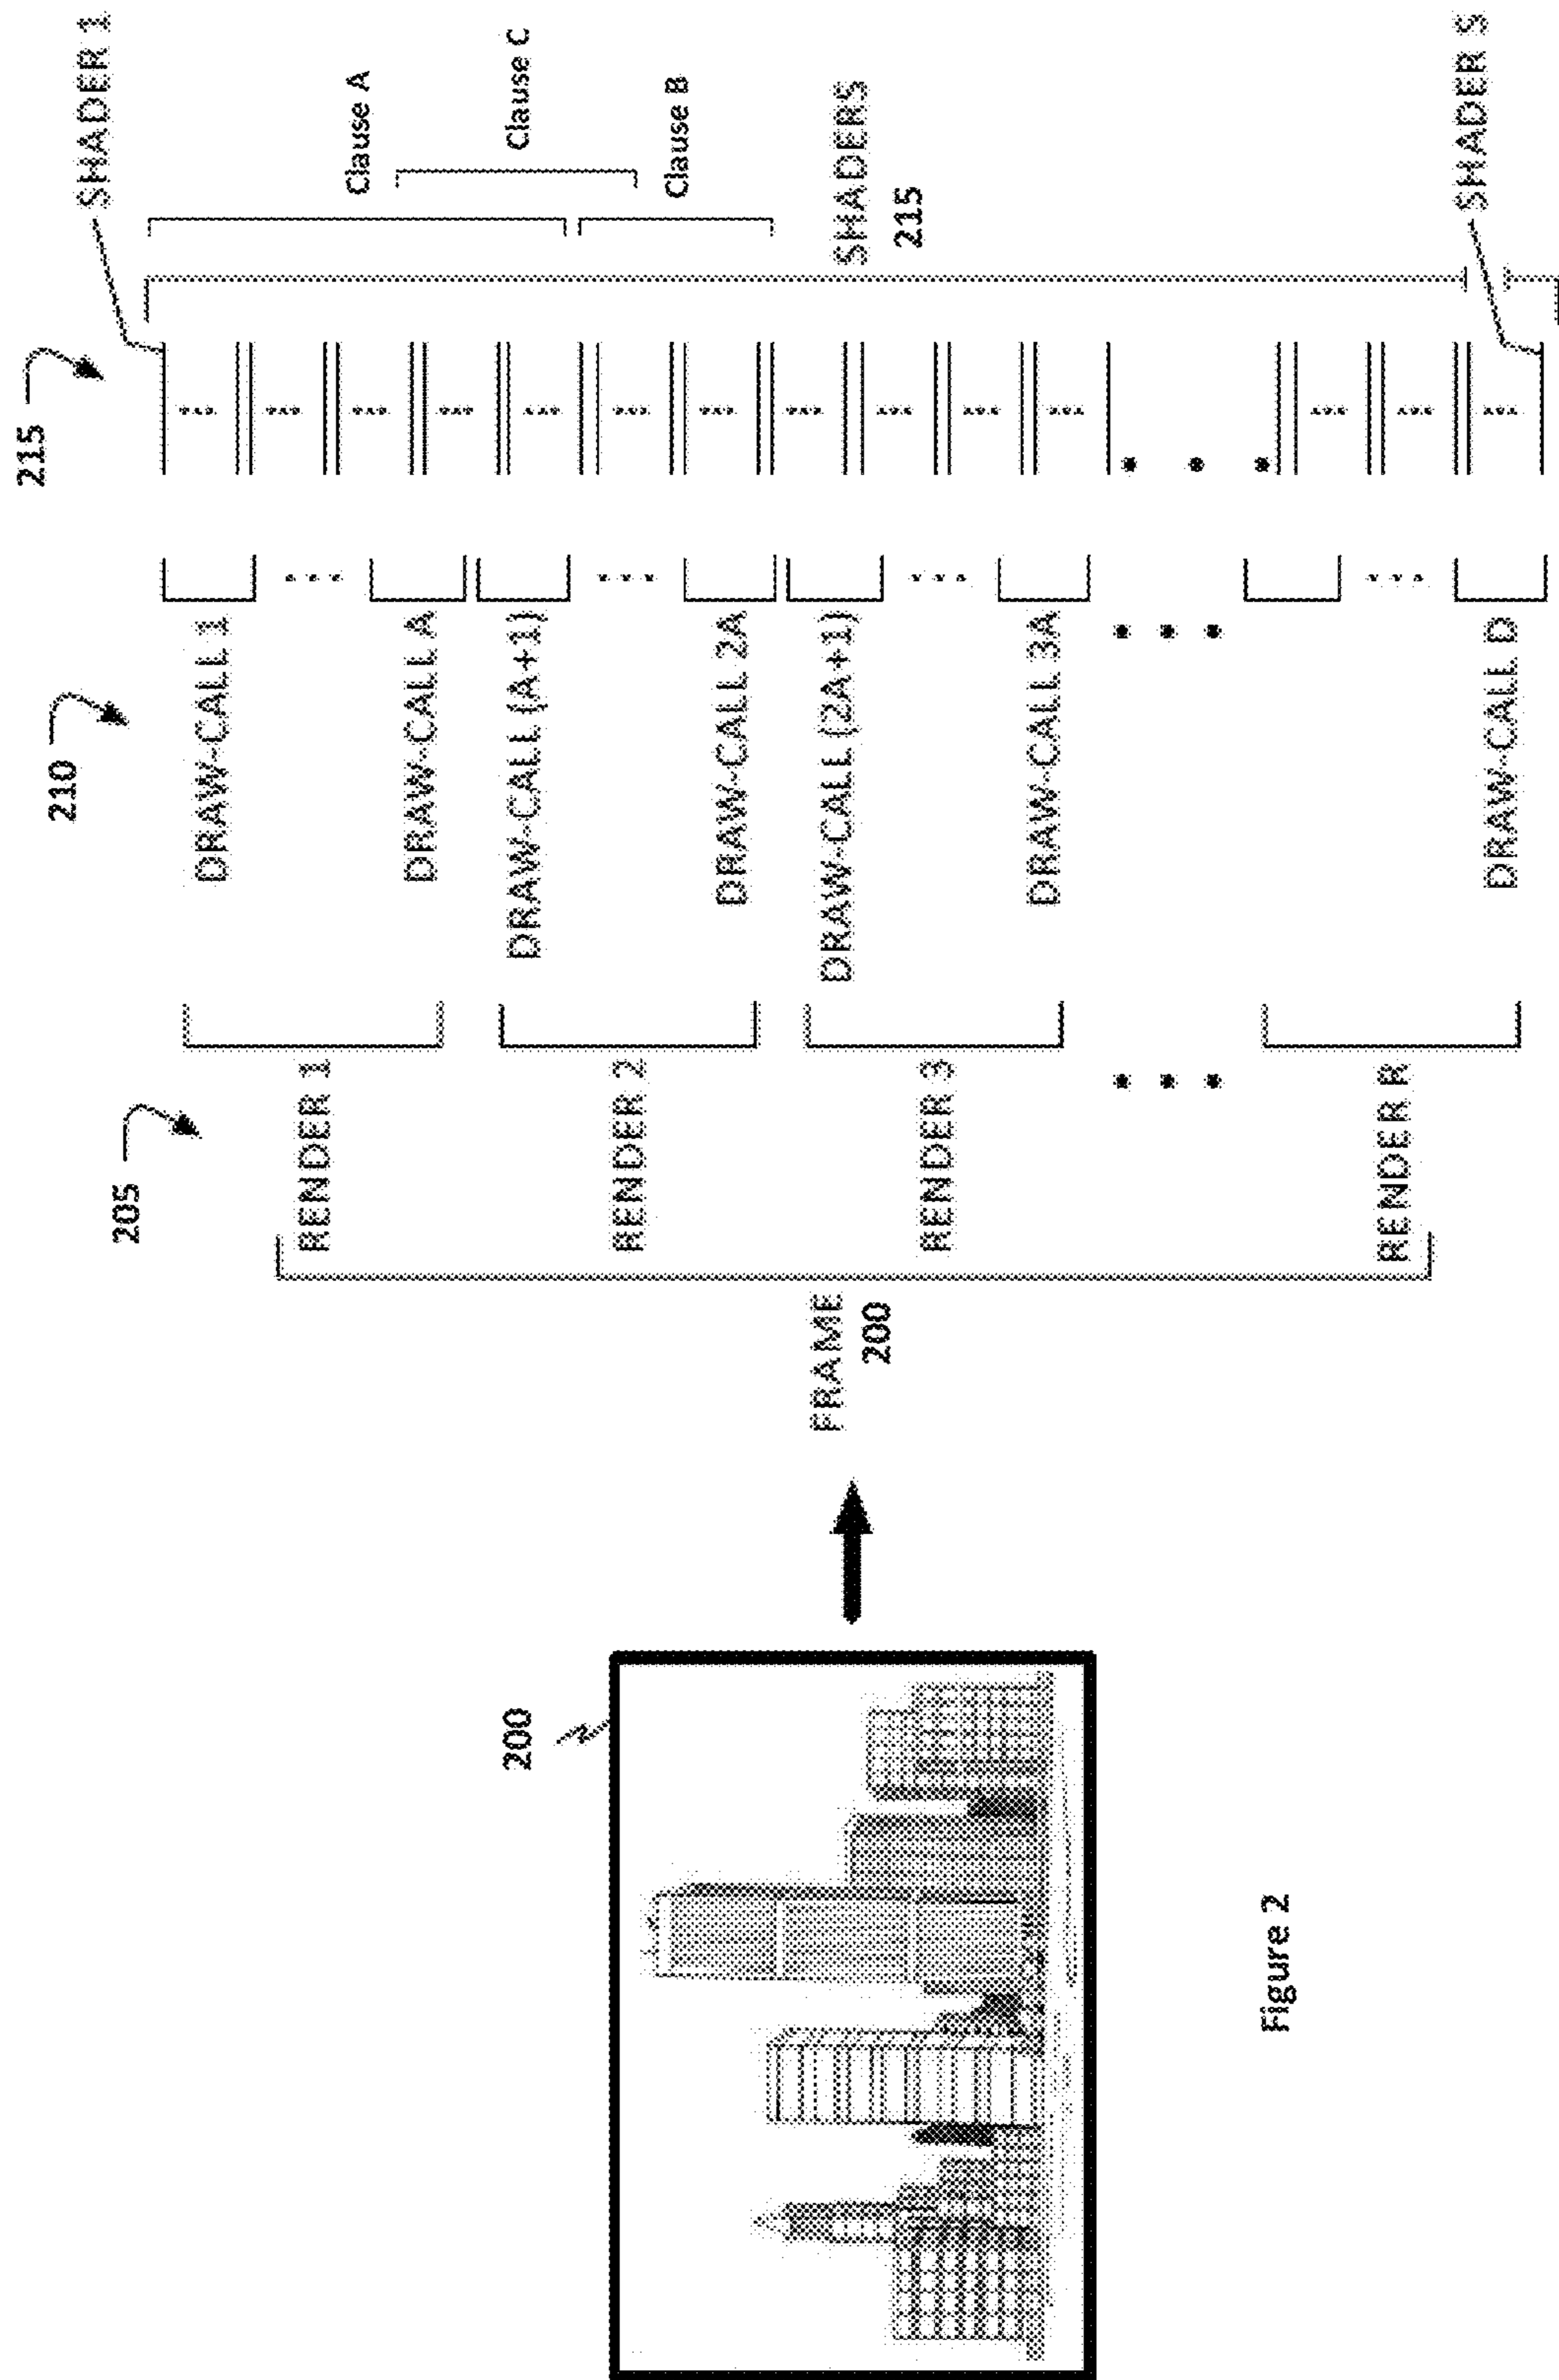 200
FRAME
200
205
RENDER 1
RENDER 2
RENDER 3
• • •
RENDER R
210
DRAW-CALL 1
• • •
DRAW-CALL A
DRAW-CALL (A+1)
• • •
DRAW-CALL 2A
DRAW-CALL (2A+1)
• • •
DRAW-CALL 3A
• • •
• • •
DRAW-CALL D
215
SHADER 1
Clause A
Clause C
Clause B
SHADERS
215
SHADER S
Figure 2